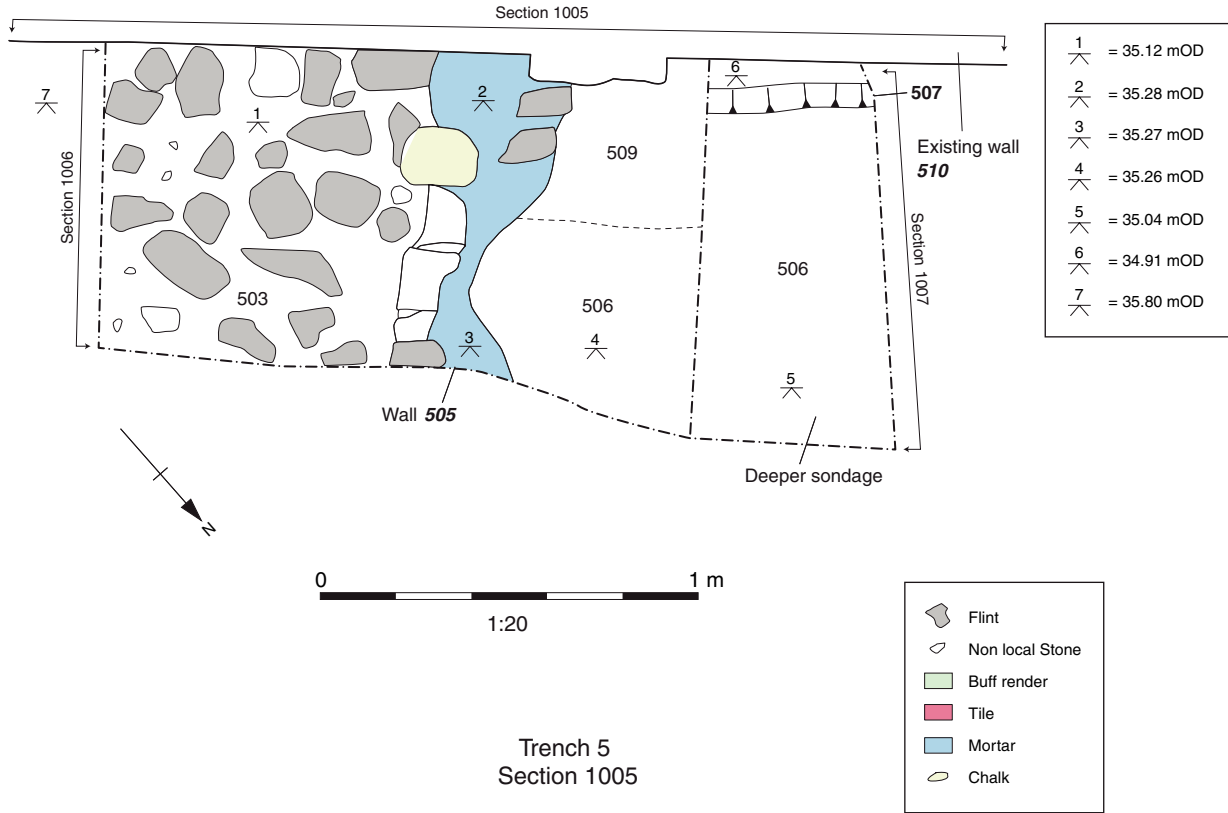 Section 1005
1
= 35.12 mOD
2
= 35.28 mOD
3
= 35.27 mOD
4
= 35.26 mOD
5
= 35.04 mOD
6
= 34.91 mOD
7
= 35.80 mOD
7
1
2
6
507
Existing wall
510
509
Section 1006
Section 1007
506
503
506
3
4
5
Wall 505
Deeper sondage
N
0
1 m
1:20
Flint
Non local Stone
Buff render
Tile
Mortar
Chalk
Trench 5
Section 1005